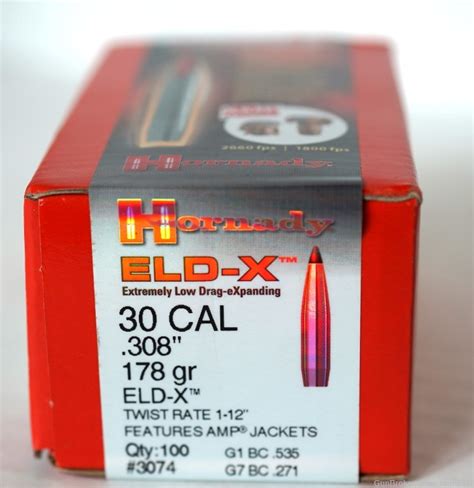 2660 fps | 1800 fps
Hornady
Hornady
ELD-X™
Extremely Low Drag-eXpanding
30 CAL
.308"
178 gr
ELD-X™
TWIST RATE 1-12"
FEATURES AMP® JACKETS
Qty:100 G1 BC .535
#3074 G7 BC .271